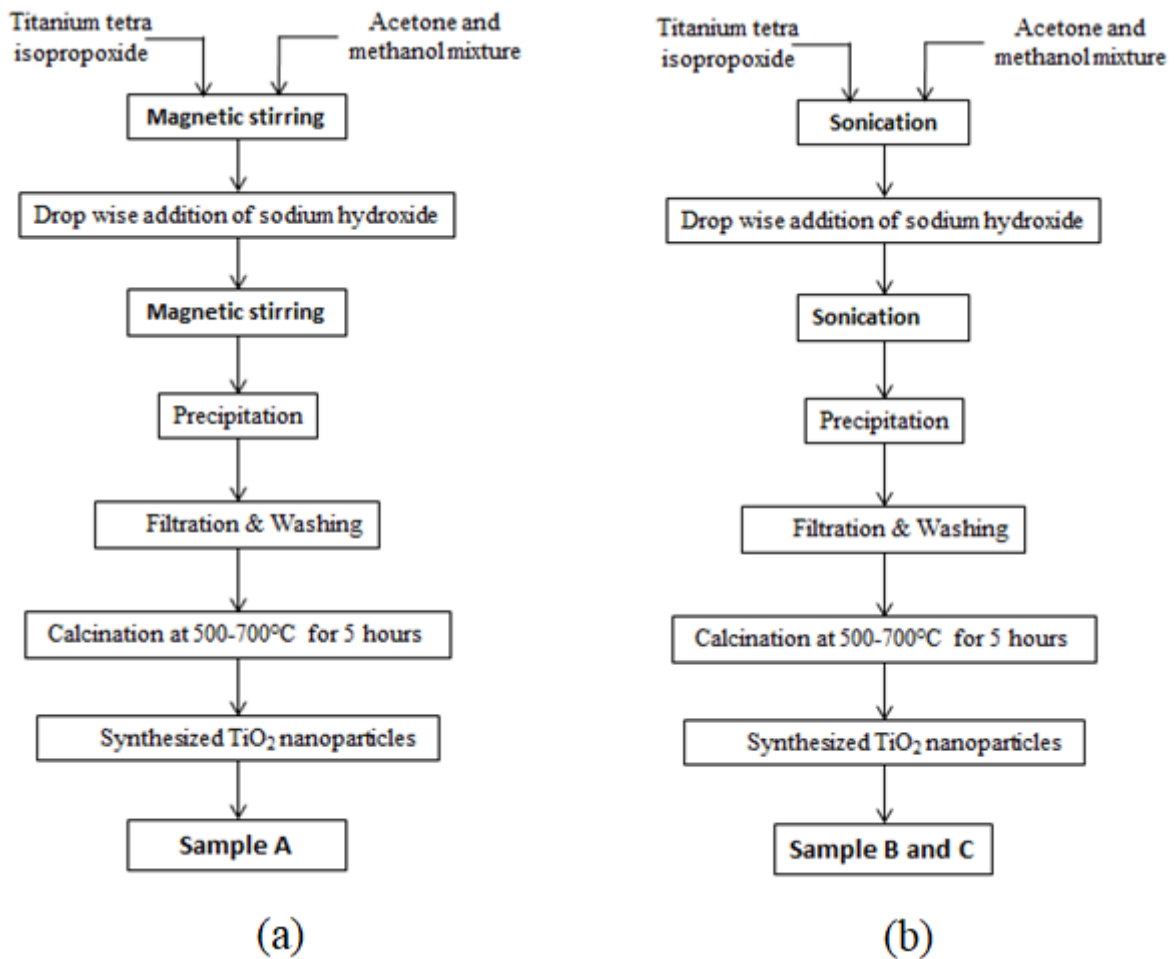 Titanium tetra
isopropoxide
Acetone and
methanol mixture
Magnetic stirring
Drop wise addition of sodium hydroxide
Magnetic stirring
Precipitation
Filtration & Washing
Calcination at 500-700°C for 5 hours
Synthesized TiO₂ nanoparticles
Sample A
(a)
Titanium tetra
isopropoxide
Acetone and
methanol mixture
Sonication
Drop wise addition of sodium hydroxide
Sonication
Precipitation
Filtration & Washing
Calcination at 500-700°C for 5 hours
Synthesized TiO₂ nanoparticles
Sample B and C
(b)